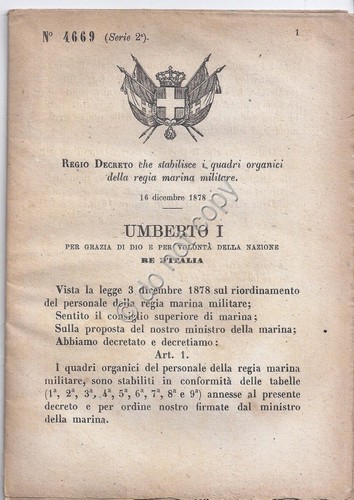 N° 4669 (Serie 2ª).
1
REGIO DECRETO che stabilisce i quadri organici
della regia marina militare.
16 dicembre 1878
UMBERTO I
PER GRAZIA DI DIO E PER VOLONTÀ DELLA NAZIONE
RE D'ITALIA
Vista la legge 3 dicembre 1878 sul riordinamento
del personale della regia marina militare;
Sentito il consiglio superiore di marina;
Sulla proposta del nostro ministro della marina;
Abbiamo decretato e decretiamo:
Art. 1.
I quadri organici del personale della regia marina
militare, sono stabiliti in conformità delle tabelle
(1ª, 2ª, 3ª, 4ª, 5ª, 6ª, 7ª, 8ª e 9ª) annesse al presente
decreto e per ordine nostro firmate dal ministro
della marina.
do not copy